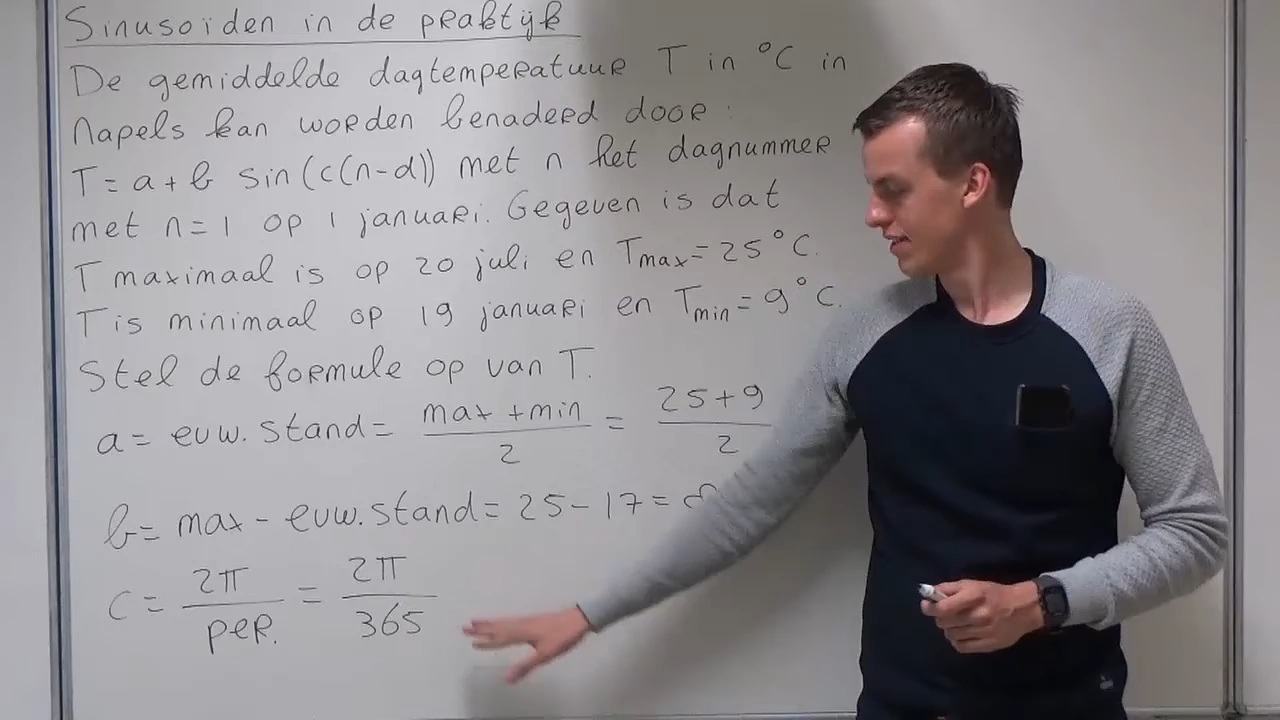 Sinusoïden in de praktijk
De gemiddelde dagtemperatuur T in °C in
Napels kan worden benaderd door:
T = a + b sin(c(n-d)) met n het dagnummer
met n = 1 op 1 januari. Gegeven is dat
T maximaal is op 20 juli en Tmax = 25°C.
T is minimaal op 19 januari en Tmin = 9°C.
Stel de formule op van T.
a = evw. stand = (max + min)/2 = (25+9)/2
b = max - evw. stand = 25 - 17 =
c = 2π/per. = 2π/365